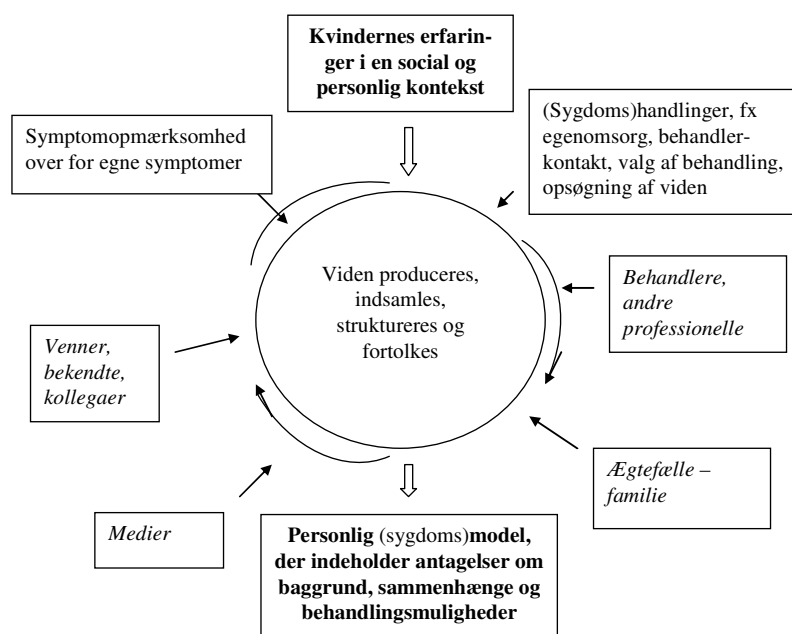 Kvindernes erfarin-
ger i en social og
personlig kontekst
Symptomopmærksomhed
over for egne symptomer
(Sygdoms)handlinger, fx
egenomsorg, behandler-
kontakt, valg af behandling,
opsøgning af viden
Viden produceres,
indsamles,
struktureres og
fortolkes
Behandlere,
andre
professionelle
Venner,
bekendte,
kollegaer
Ægtefælle –
familie
Medier
Personlig (sygdoms)model,
der indeholder antagelser om
baggrund, sammenhænge og
behandlingsmuligheder